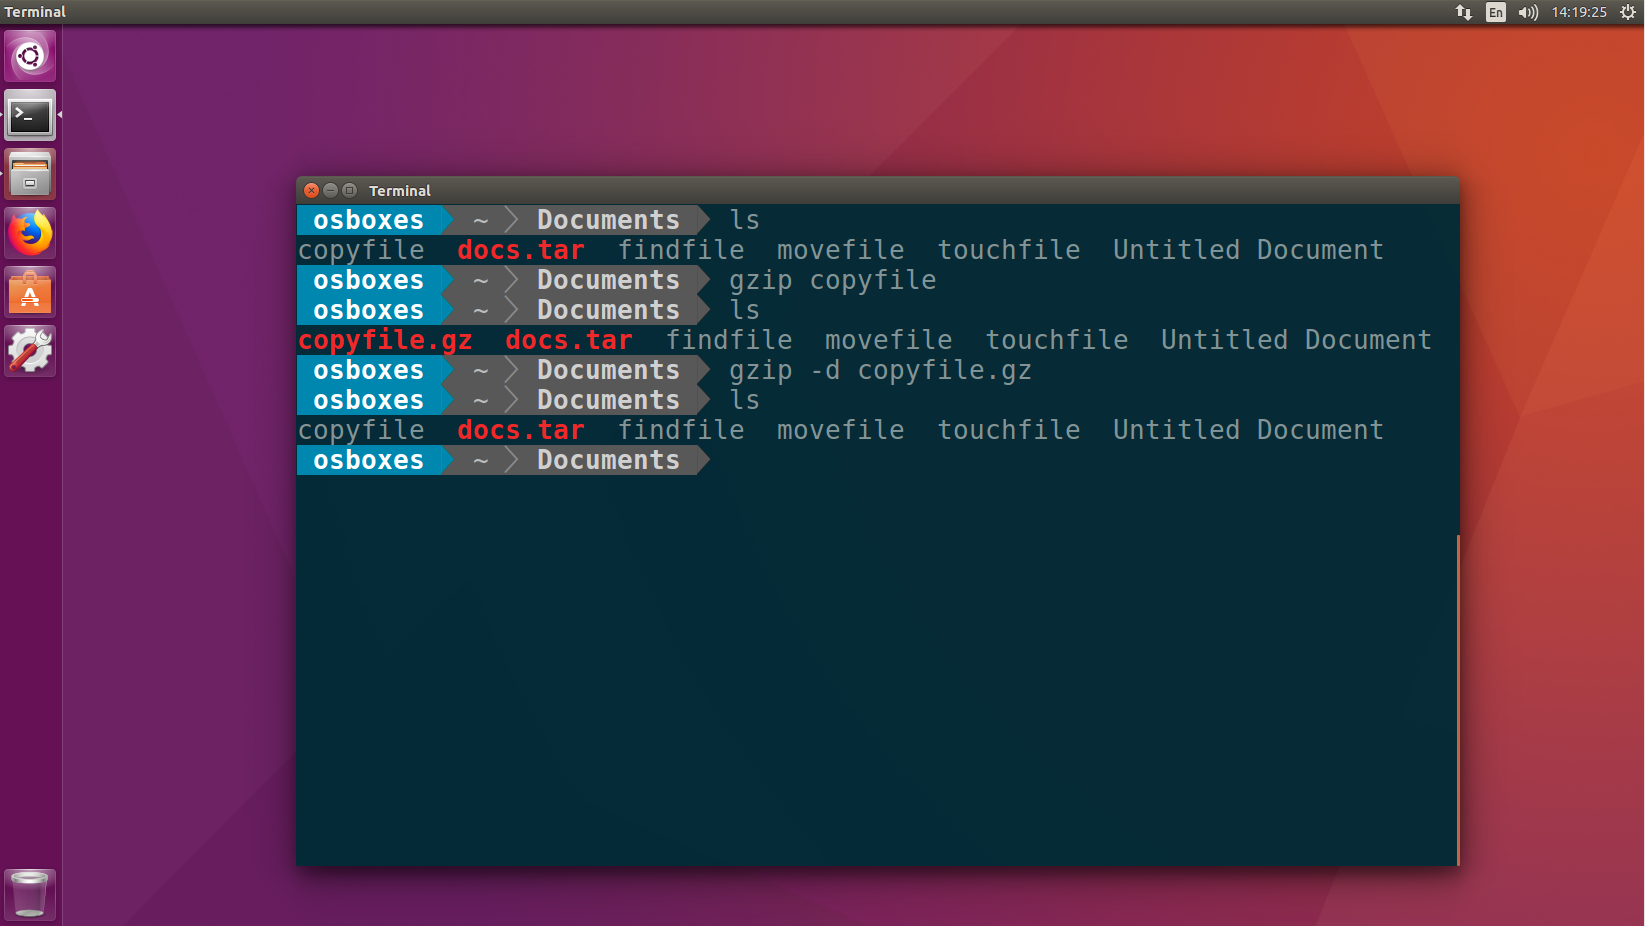 Terminal
En
14:19:25
Terminal
osboxes ~ Documents ls
copyfile docs.tar findfile movefile touchfile Untitled Document
osboxes ~ Documents gzip copyfile
osboxes ~ Documents ls
copyfile.gz docs.tar findfile movefile touchfile Untitled Document
osboxes ~ Documents gzip -d copyfile.gz
osboxes ~ Documents ls
copyfile docs.tar findfile movefile touchfile Untitled Document
osboxes ~ Documents